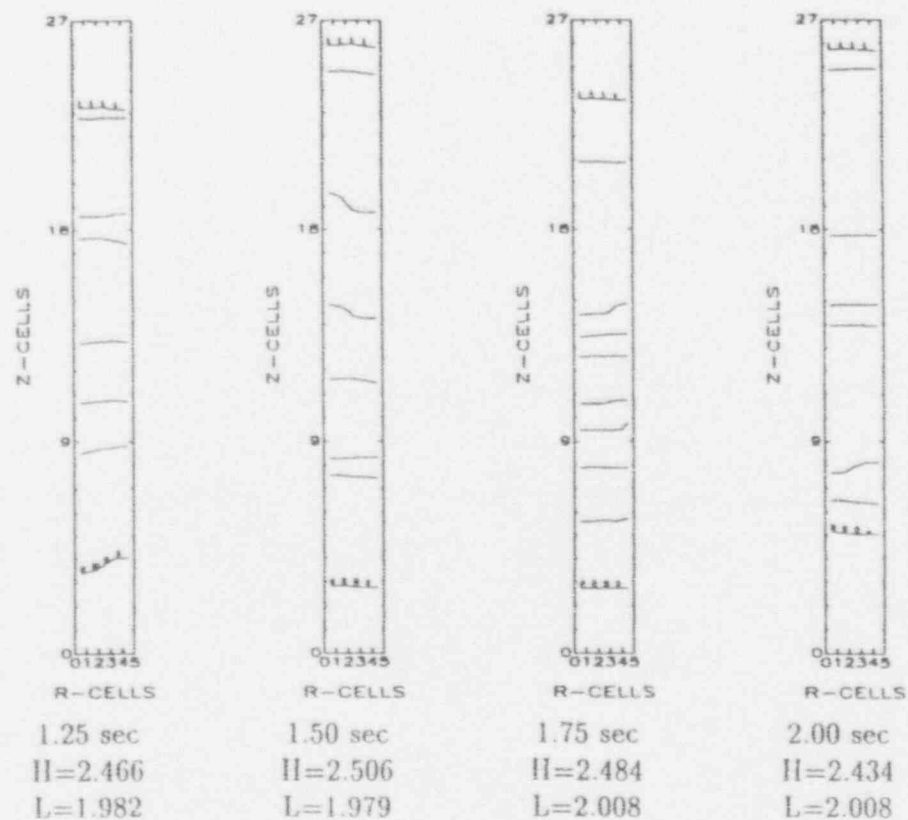 27 27 27 27
18 18 18 18
Z-CELLS Z-CELLS Z-CELLS Z-CELLS
9 9 9 9
0 0 0 0
012345 012345 012345 012345
R-CELLS R-CELLS R-CELLS R-CELLS
1.25 sec 1.50 sec 1.75 sec 2.00 sec
H=2.466 H=2.506 H=2.484 H=2.434
L=1.982 L=1.979 L=2.008 L=2.008